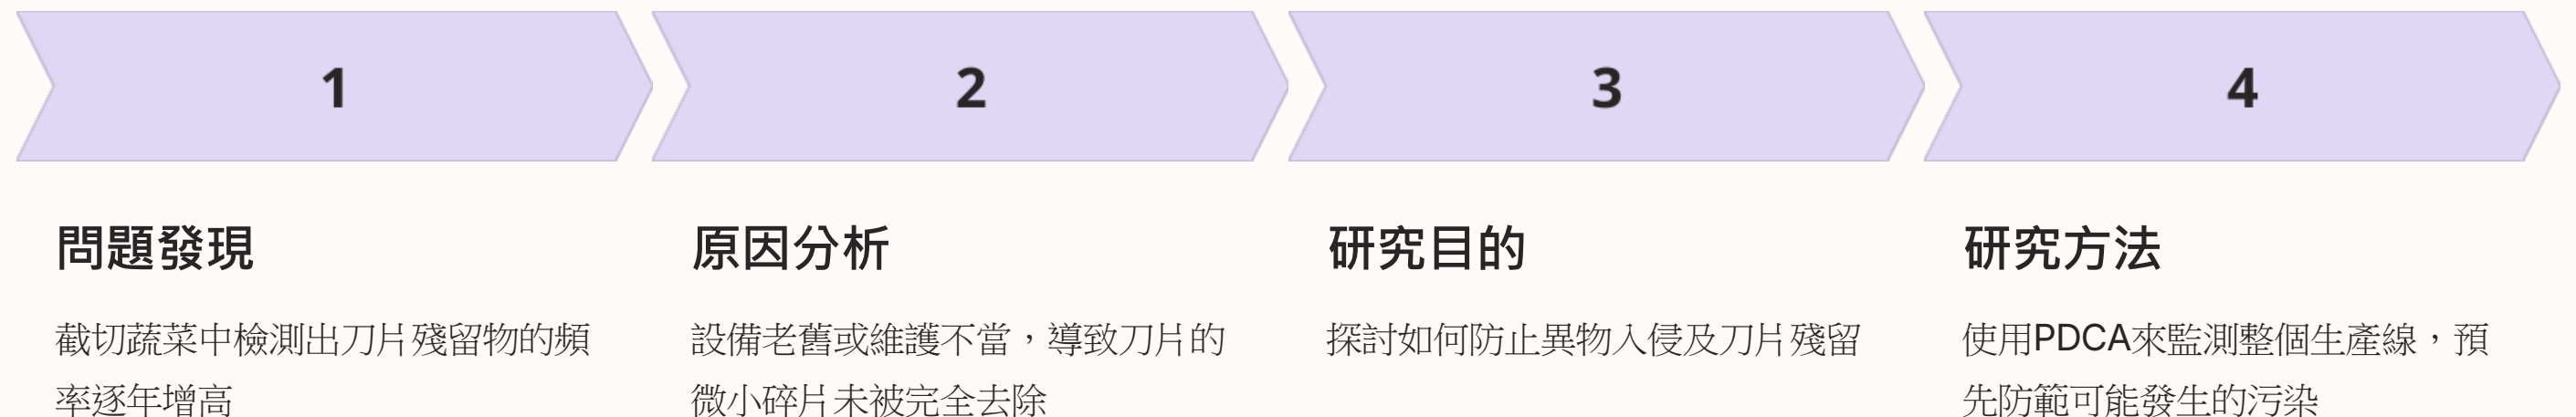 1
2
3
4
問題發現
截切蔬菜中檢測出刀片殘留物的頻
率逐年增高
原因分析
設備老舊或維護不當，導致刀片的
微小碎片未被完全去除
研究目的
探討如何防止異物入侵及刀片殘留
研究方法
使用PDCA來監測整個生產線，預
先防範可能發生的污染